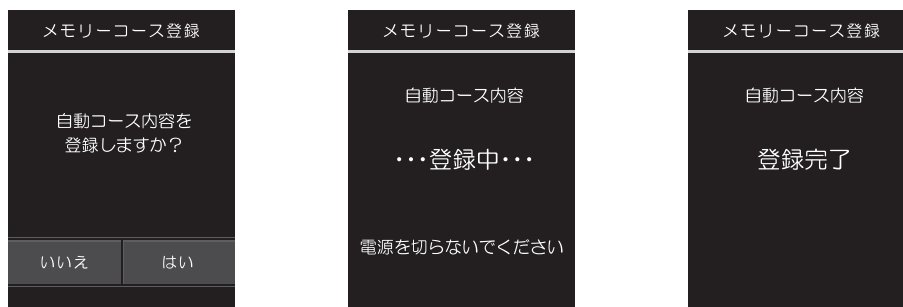 メモリーコース登録
自動コース内容を
登録しますか？
いいえ
はい
メモリーコース登録
自動コース内容
・・・登録中・・・
電源を切らないでください
メモリーコース登録
自動コース内容
登録完了